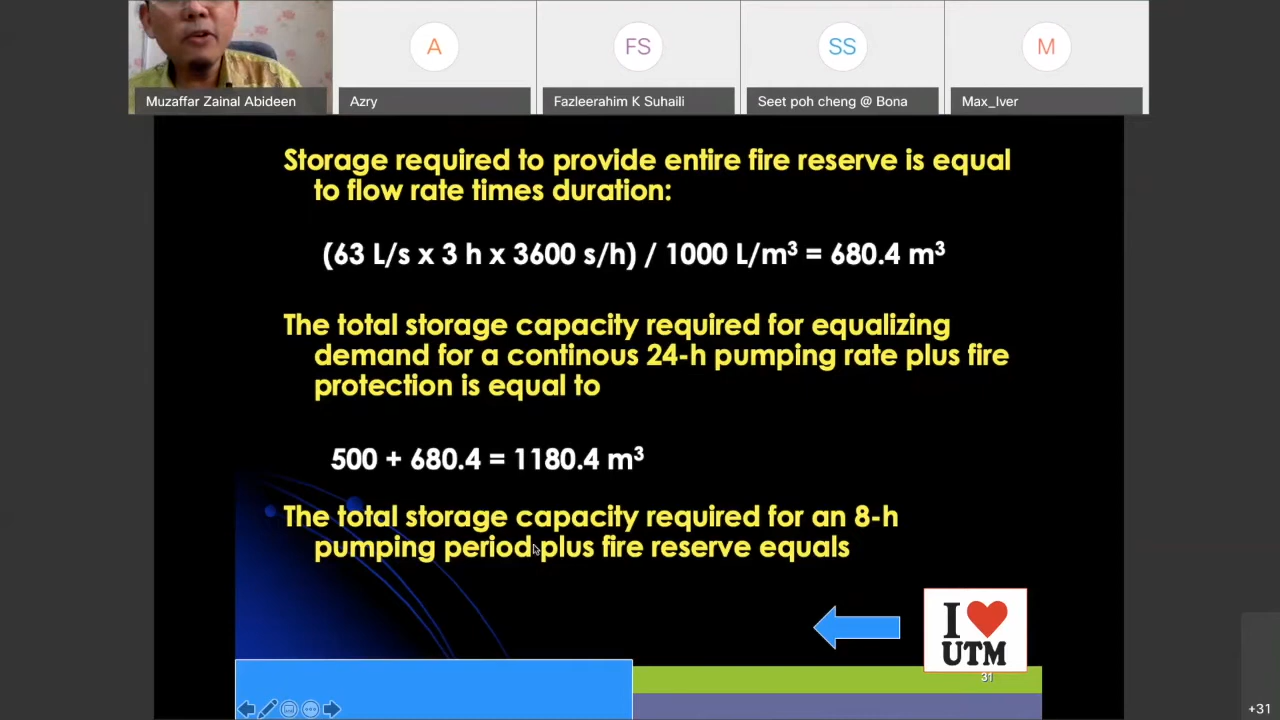 A
FS
SS
M
Muzaffar Zainal Abideen
Azry
Fazleerahim K Suhaili
Seet poh cheng @ Bona
Max_Iver
Storage required to provide entire fire reserve is equal
to flow rate times duration:
(63 L/s x 3 h x 3600 s/h) / 1000 L/m³ = 680.4 m³
The total storage capacity required for equalizing
demand for a continous 24-h pumping rate plus fire
protection is equal to
500 + 680.4 = 1180.4 m³
The total storage capacity required for an 8-h
pumping period plus fire reserve equals
I
UTM
31
+31